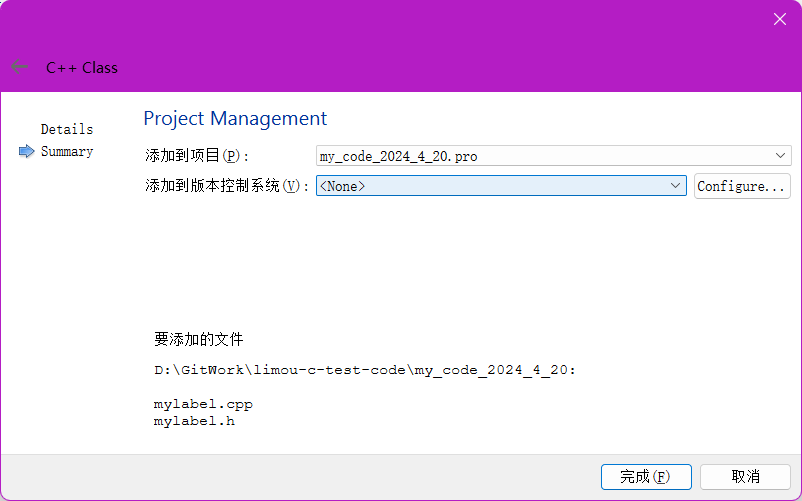 C++ Class
Details
Summary
Project Management
添加到项目(P):
my_code_2024_4_20.pro
添加到版本控制系统(V):
<None>
Configure...
要添加的文件
D:\GitWork\limou-c-test-code\my_code_2024_4_20:
mylabel.cpp
mylabel.h
完成(F)
取消